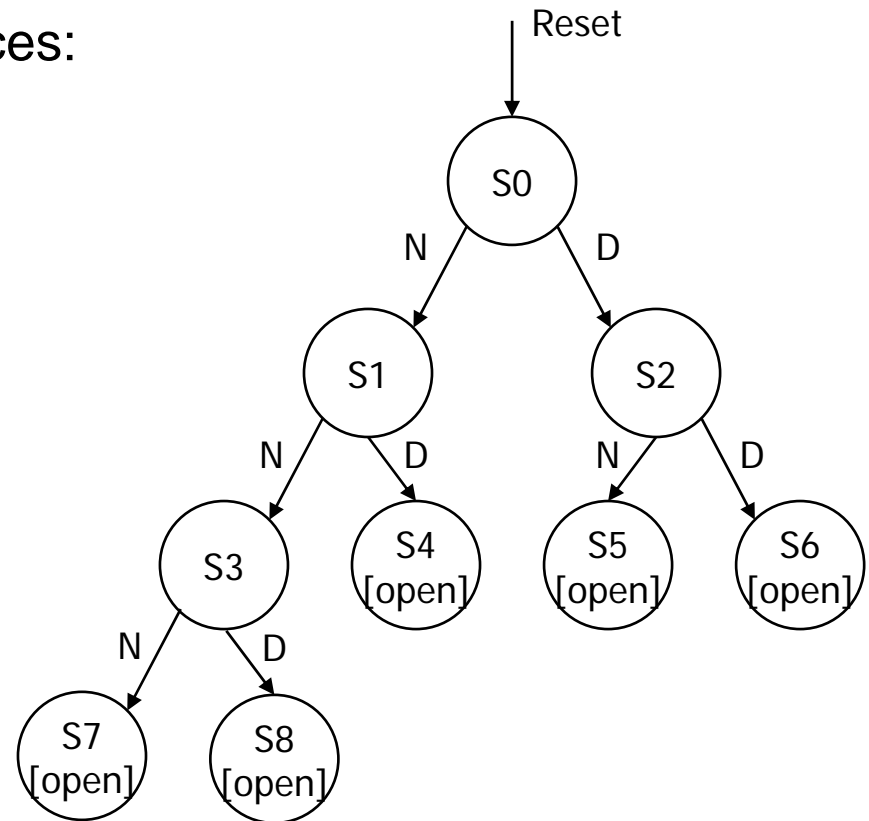 ces:
Reset
S0
N D
S1 S2
N D N D
S3
S4
[open]
S5
[open]
S6
[open]
N D
S7
[open]
S8
[open]